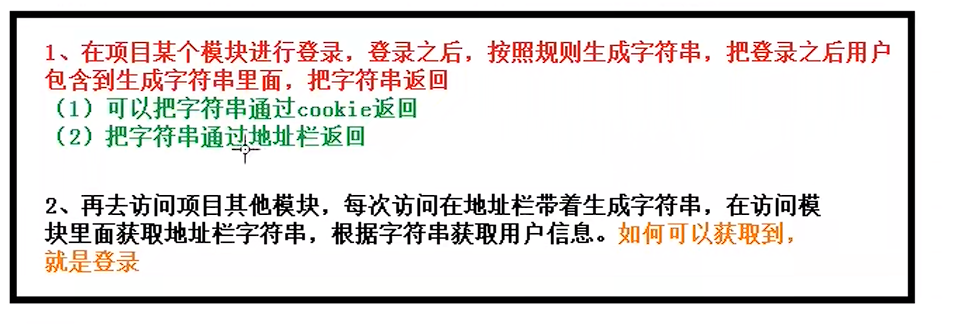 1、在项目某个模块进行登录，登录之后，按照规则生成字符串，把登录之后用户
包含到生成字符串里面，把字符串返回
（1）可以把字符串通过cookie返回
（2）把字符串通过地址栏返回
2、再去访问项目其他模块，每次访问在地址栏带着生成字符串，在访问模
块里面获取地址栏字符串，根据字符串获取用户信息。如何可以获取到，
就是登录